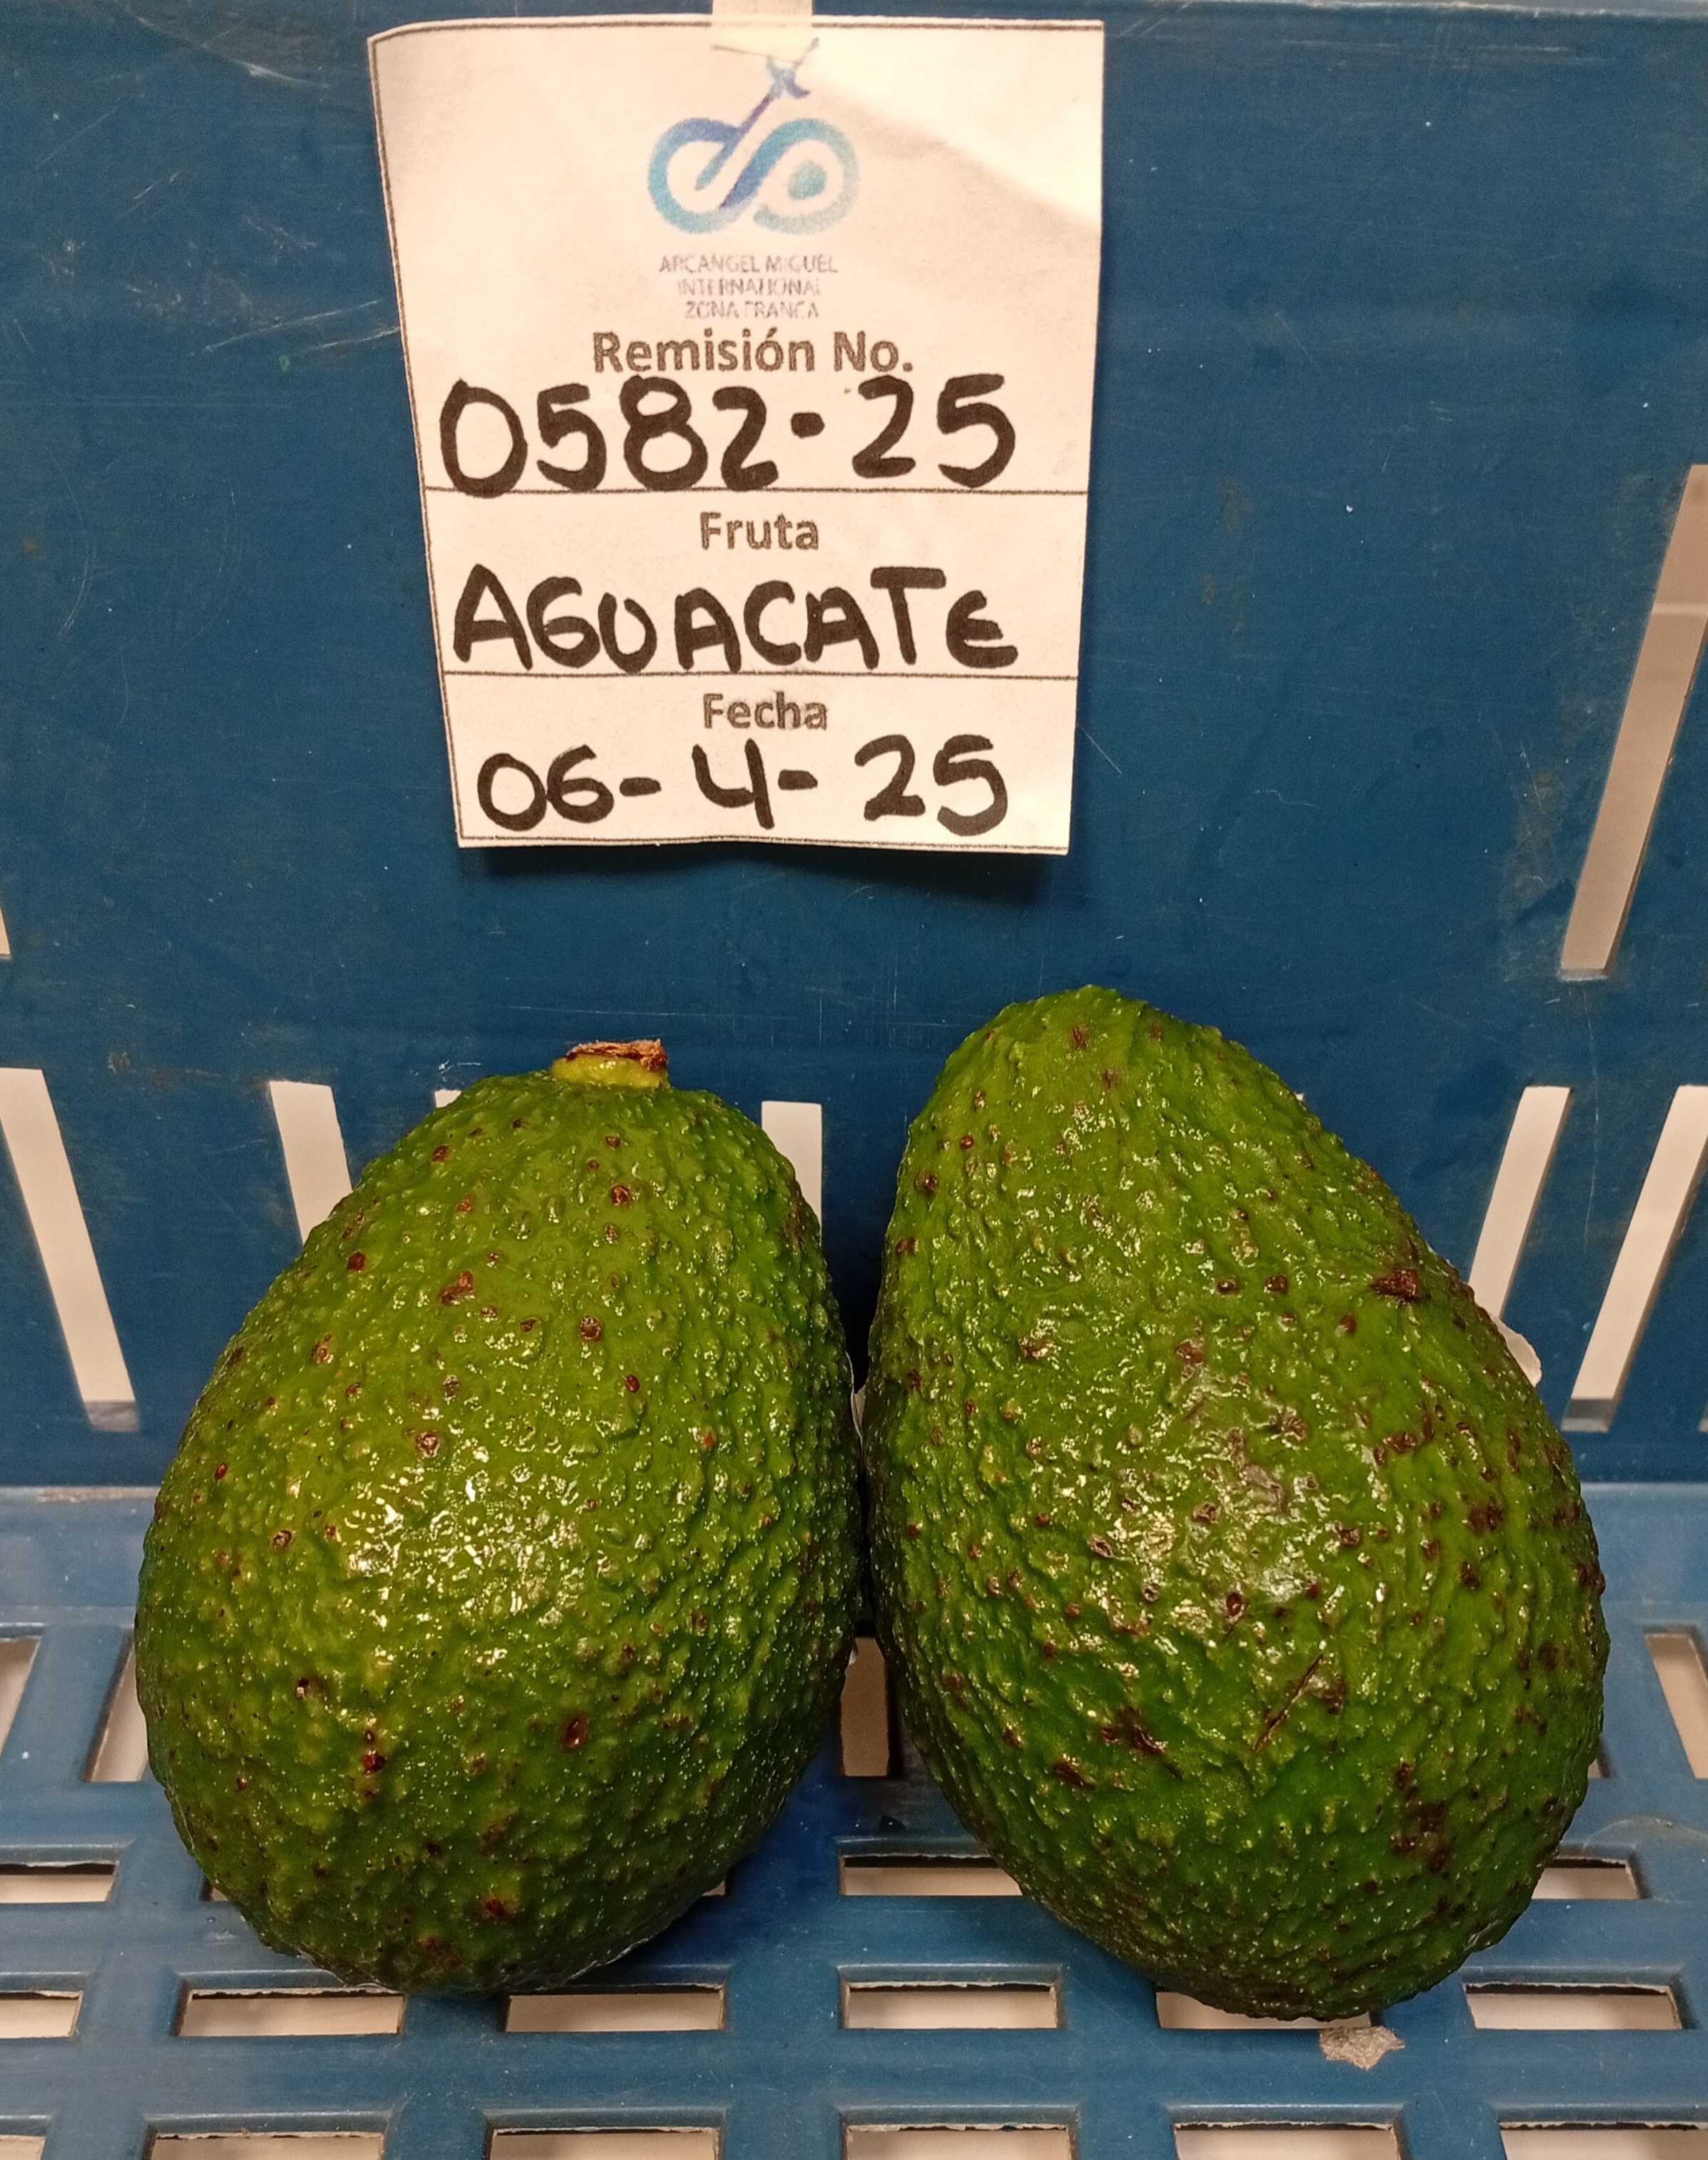 ARCANGEL MIGUEL
INTERNATIONAL
ZONA FRANCA
Remisión No.
0582-25
Fruta
AGUACATE
Fecha
06-4-25